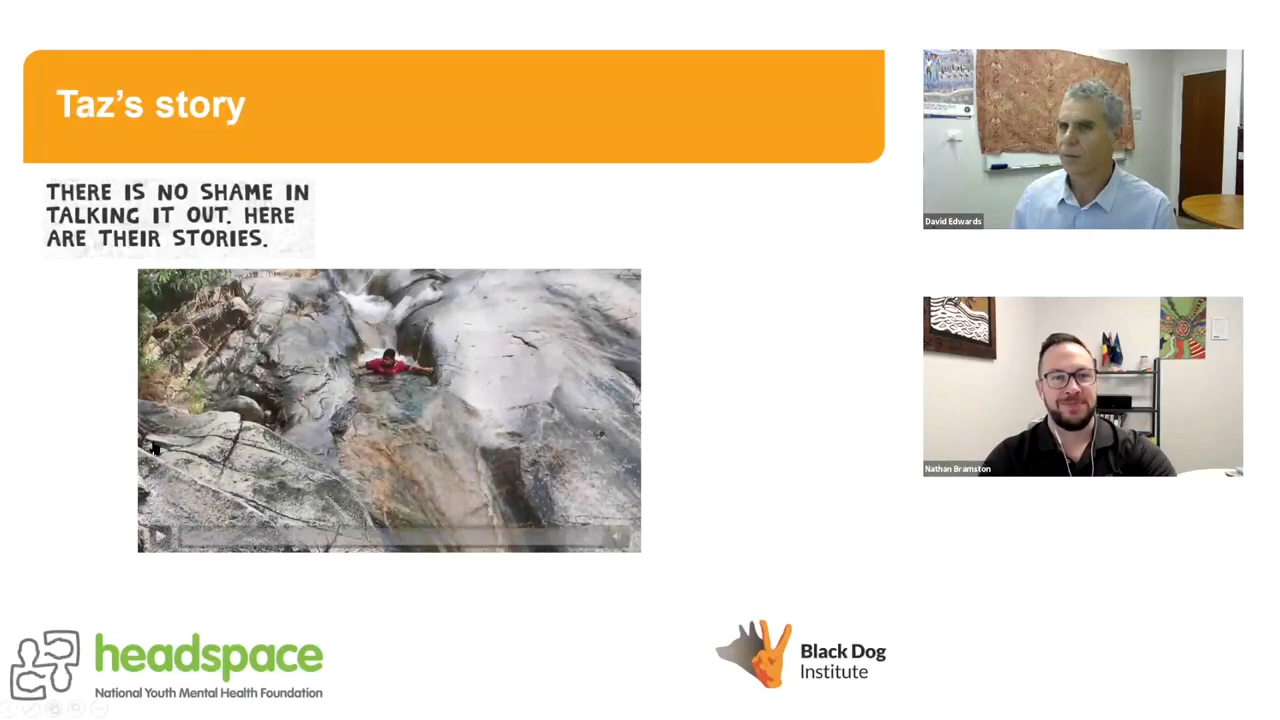 Taz's story
THERE IS NO SHAME IN
TALKING IT OUT. HERE
ARE THEIR STORIES.
David Edwards
Nathan Bramston
headspace
National Youth Mental Health Foundation
Black Dog
Institute